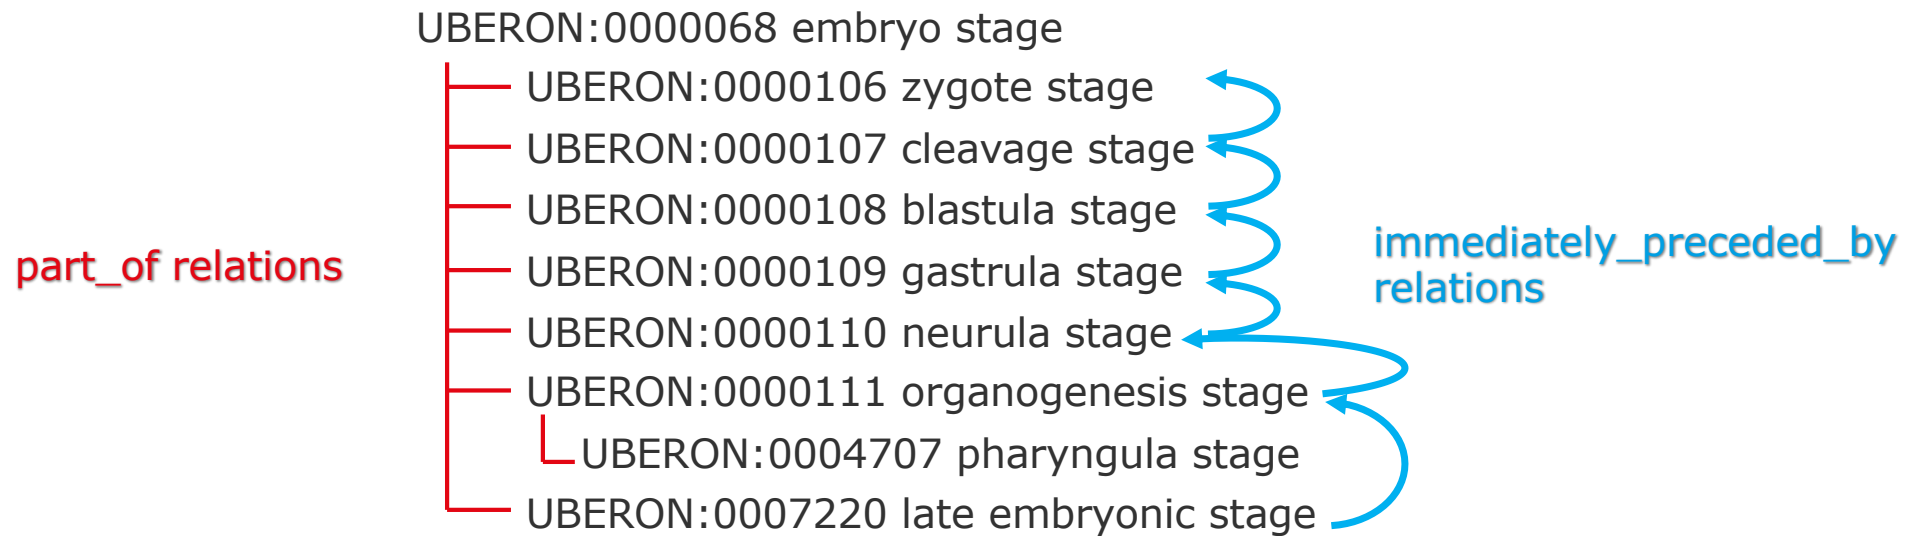 UBERON:0000068 embryo stage
UBERON:0000106 zygote stage
UBERON:0000107 cleavage stage
UBERON:0000108 blastula stage
UBERON:0000109 gastrula stage
UBERON:0000110 neurula stage
UBERON:0000111 organogenesis stage
UBERON:0004707 pharyngula stage
UBERON:0007220 late embryonic stage
part_of relations
immediately_preceded_by
relations